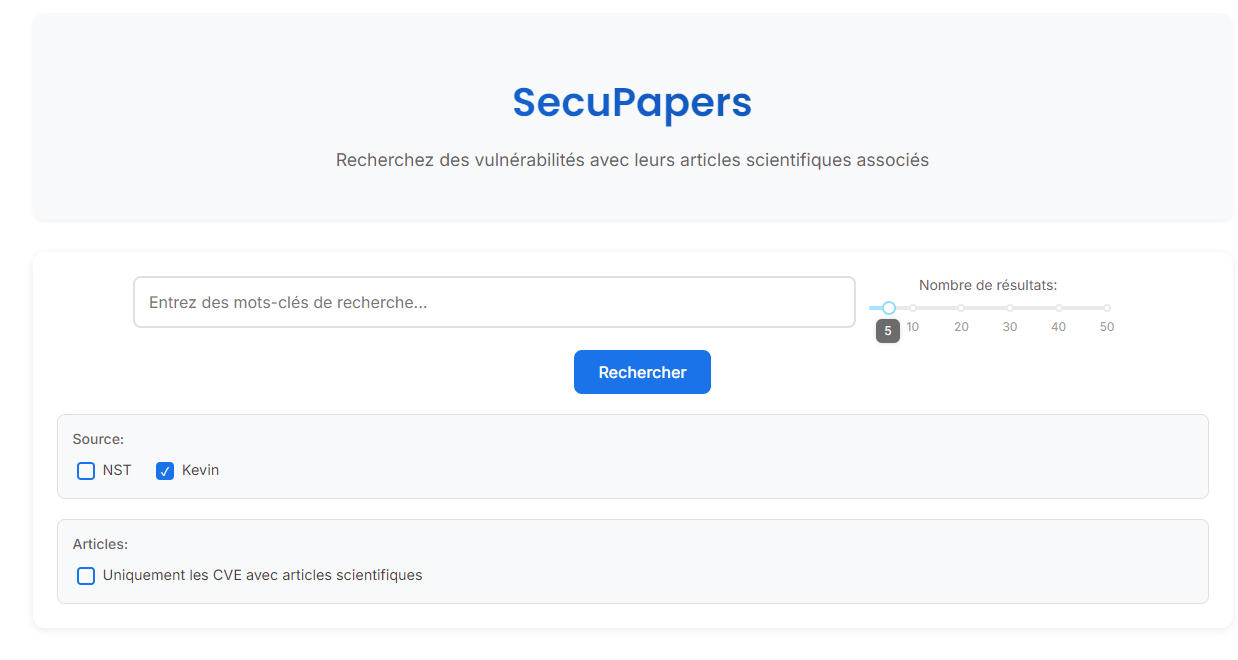 SecuPapers
Recherchez des vulnérabilités avec leurs articles scientifiques associés
Entrez des mots-clés de recherche...
Nombre de résultats:
5 10 20 30 40 50
Rechercher
Source:
NST Kevin
Articles:
Uniquement les CVE avec articles scientifiques